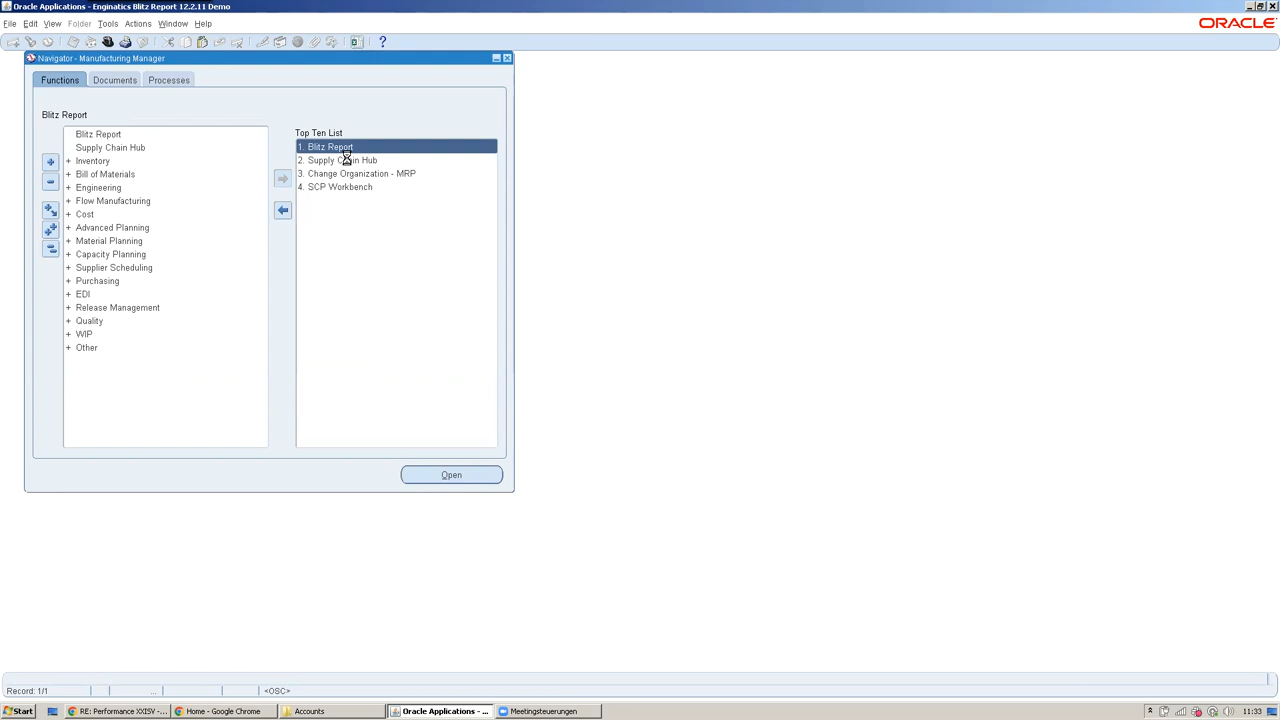 Oracle Applications - Enginatics Blitz Report 12.2.11 Demo
File Edit View Folder Tools Actions Window Help
ORACLE
Navigator - Manufacturing Manager
Functions Documents Processes
Blitz Report
Blitz Report
Supply Chain Hub
+ Inventory
+ Bill of Materials
+ Engineering
+ Flow Manufacturing
+ Cost
+ Advanced Planning
+ Material Planning
+ Capacity Planning
+ Supplier Scheduling
+ Purchasing
+ EDI
+ Release Management
+ Quality
+ WIP
+ Other
Top Ten List
1. Blitz Report
2. Supply Chain Hub
3. Change Organization - MRP
4. SCP Workbench
Open
Record: 1/1 ... <OSC>
Start RE: Performance XXISV -... Home - Google Chrome Accounts Oracle Applications - ... Meetingsteuerungen 11:33